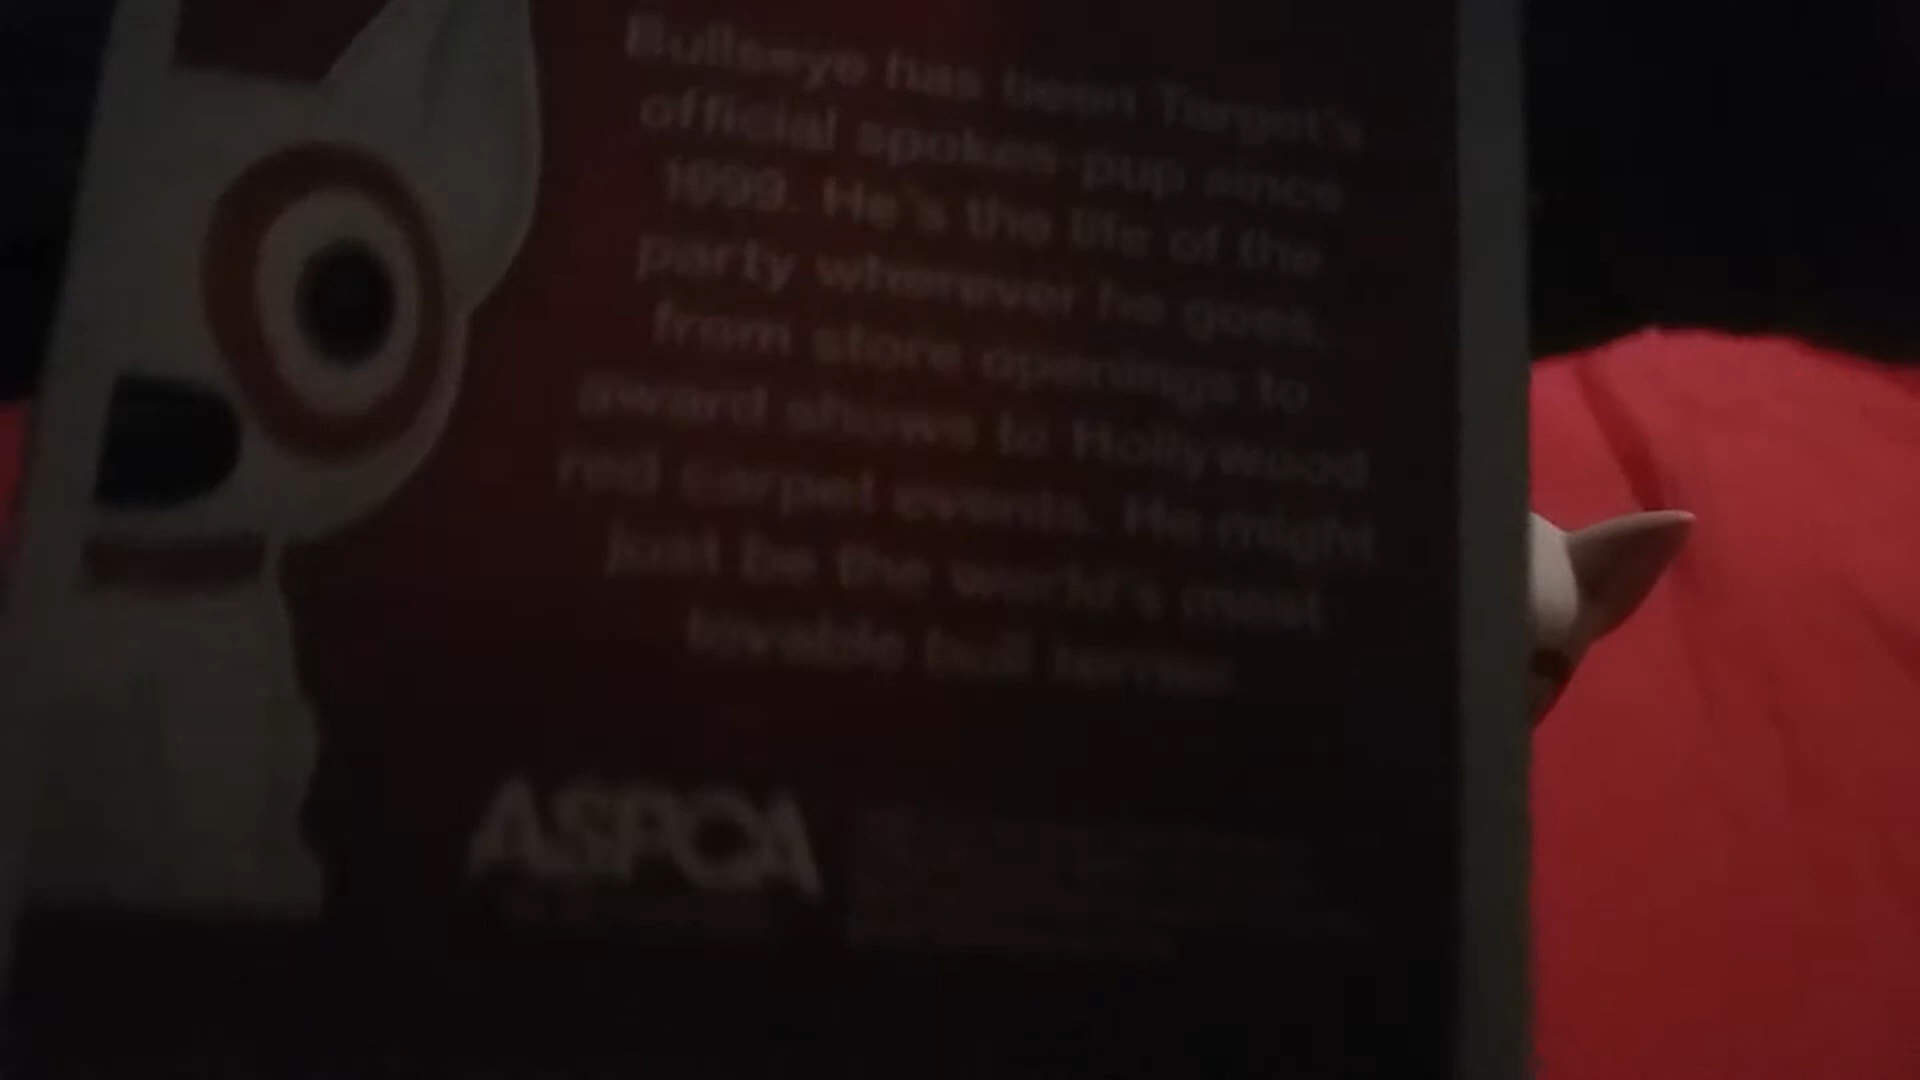 Bullseye has been Target's
official spokes-pup since
1999. He's the life of the
party wherever he goes,
from store openings to
award shows to Hollywood
red carpet events. He might
just be the world's most
lovable bull terrier.
ASPCA